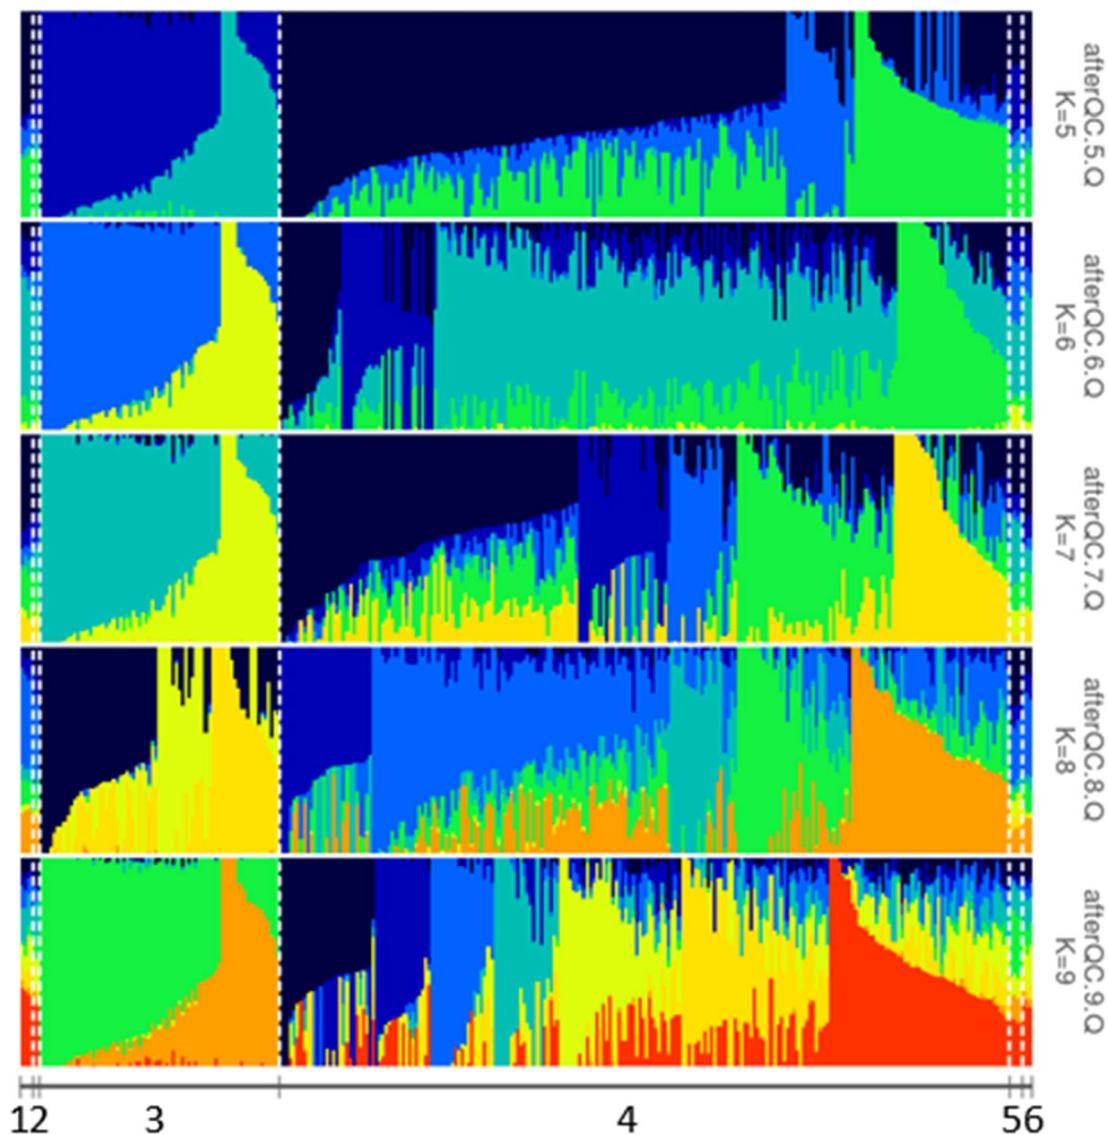 afterQC.5.Q
K=5
afterQC.6.Q
K=6
afterQC.7.Q
K=7
afterQC.8.Q
K=8
afterQC.9.Q
K=9
12 3 4 56